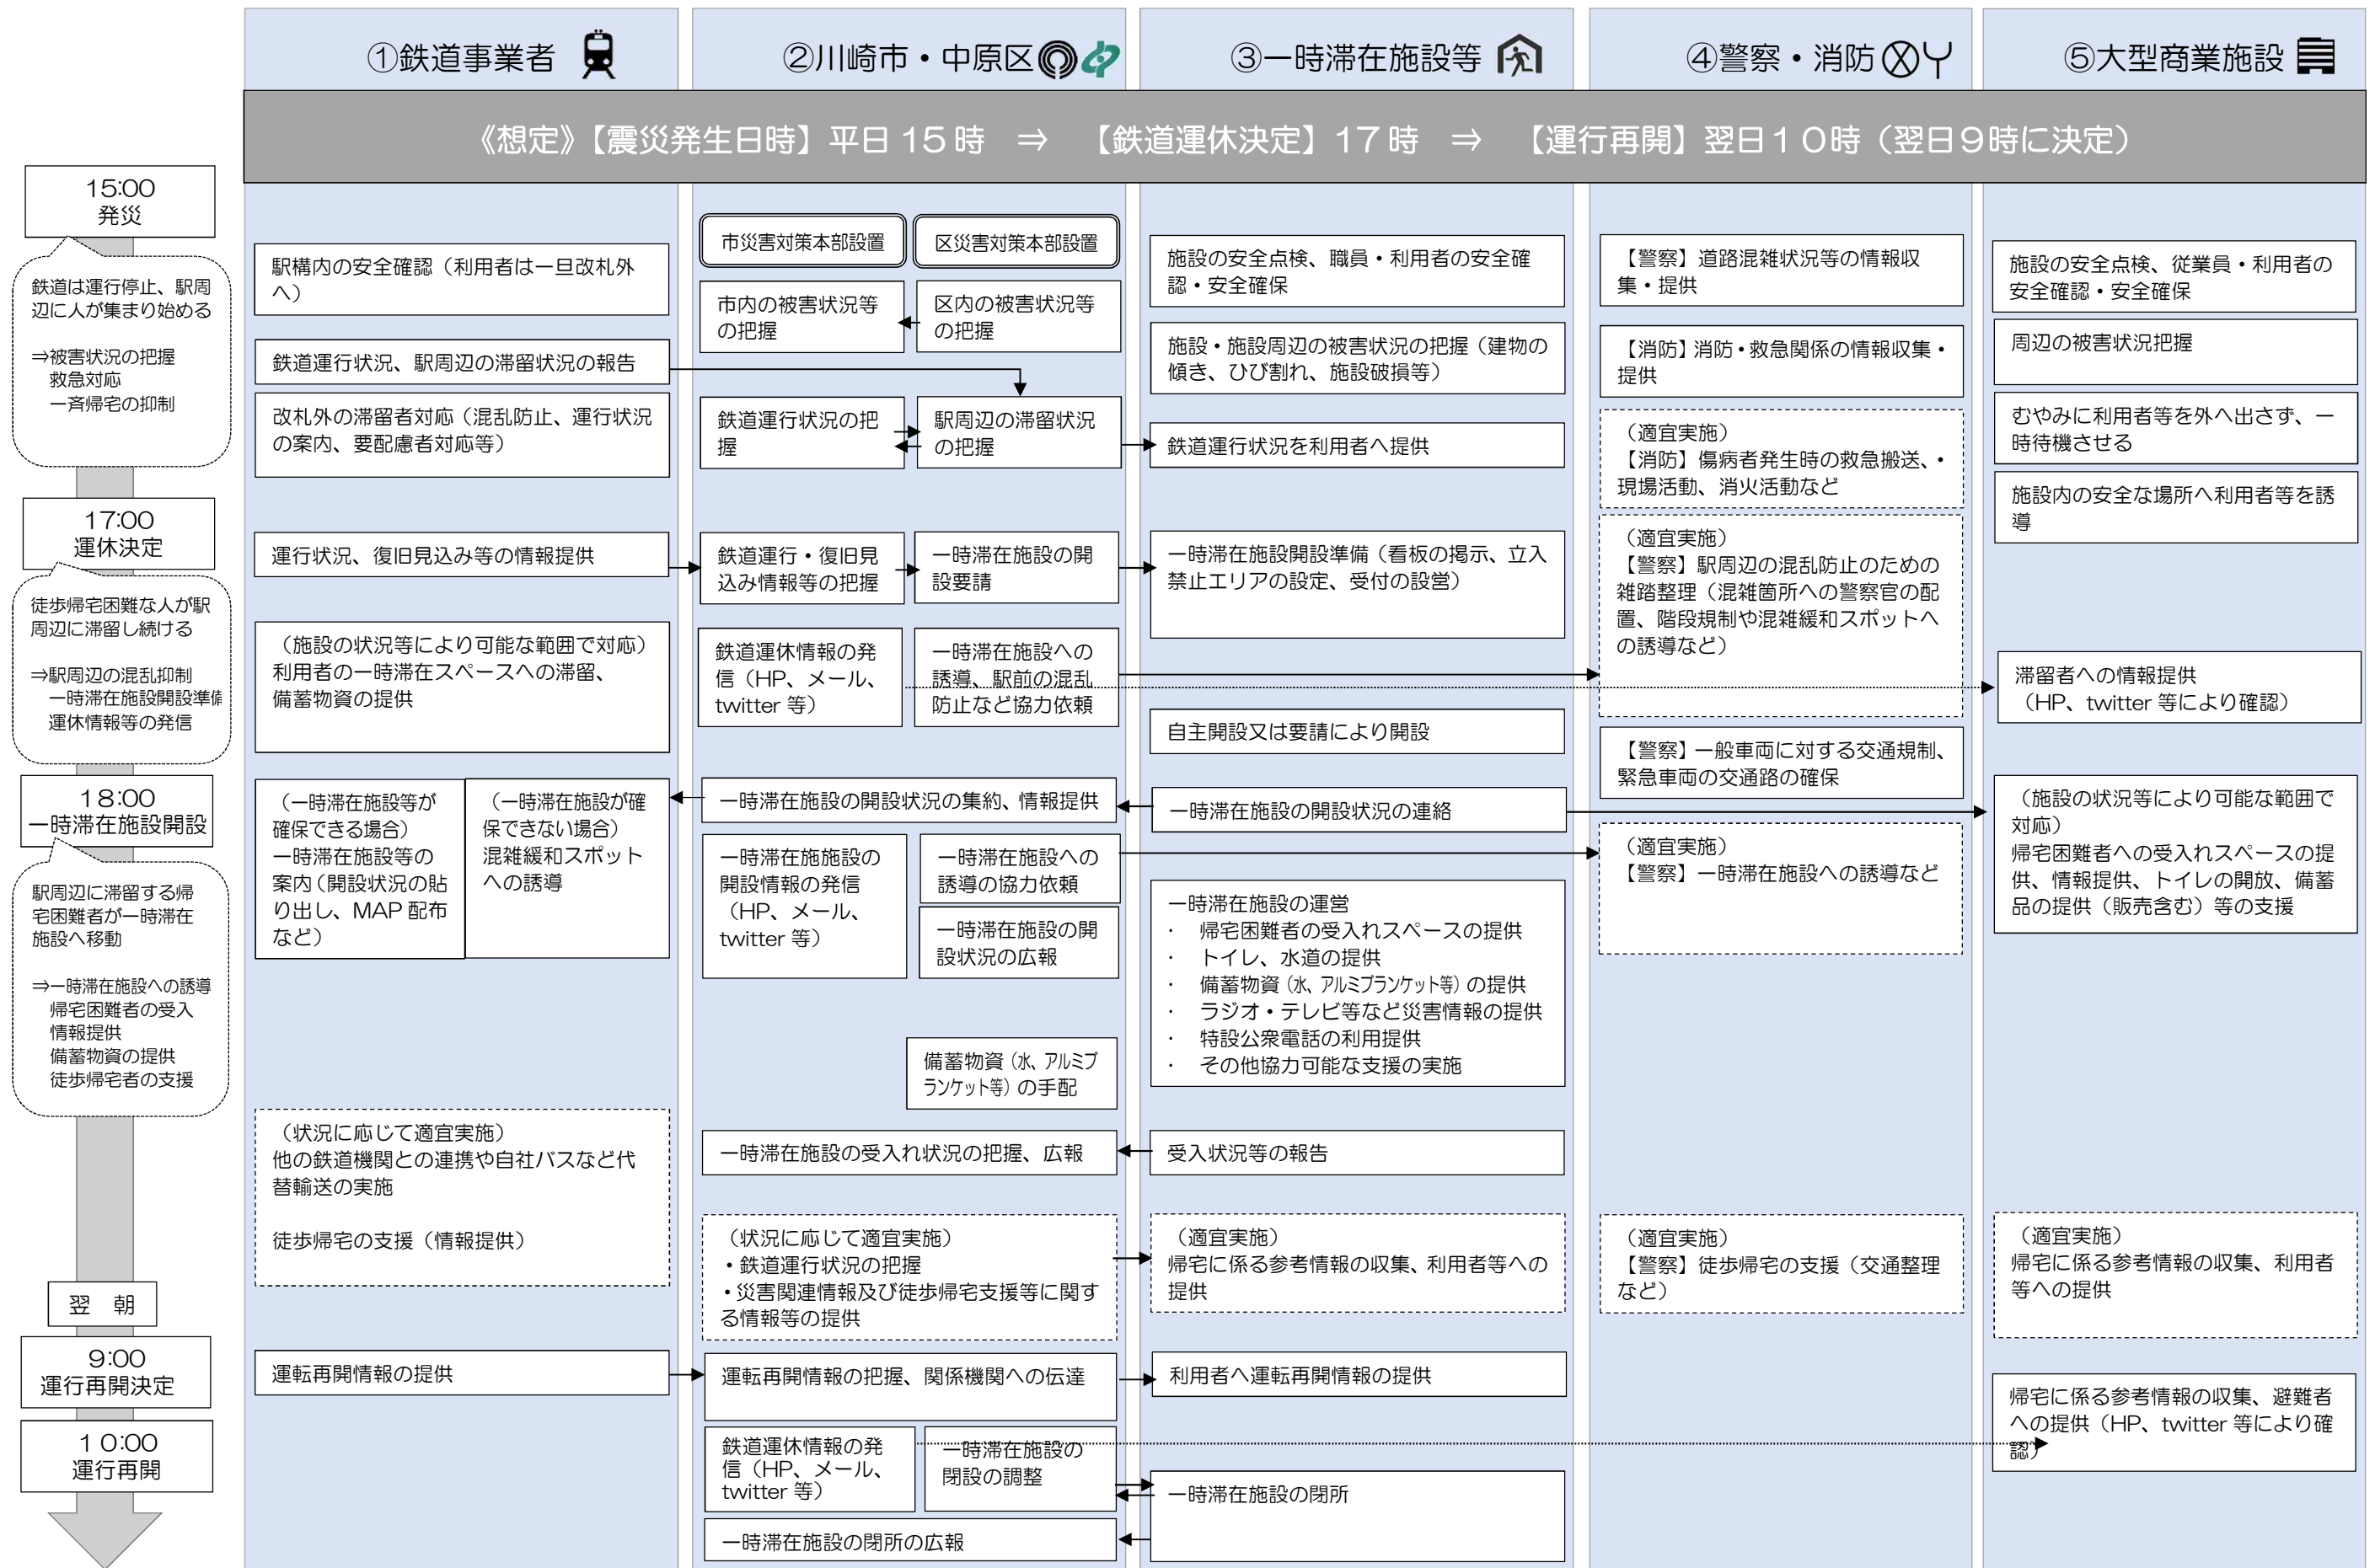 ①鉄道事業者
②川崎市・中原区
③一時滞在施設等
④警察・消防
⑤大型商業施設
《想定》【震災発生日時】平日15時 ⇒ 【鉄道運休決定】17時 ⇒ 【運行再開】翌日10時（翌日9時に決定）
15:00
発災
鉄道は運行停止、駅周
辺に人が集まり始める
⇒被害状況の把握
救急対応
一斉帰宅の抑制
17:00
運休決定
徒歩帰宅困難な人が駅
周辺に滞留し続ける
⇒駅周辺の混乱抑制
一時滞在施設開設準備
運休情報等の発信
18:00
一時滞在施設開設
駅周辺に滞留する帰
宅困難者が一時滞在
施設へ移動
⇒一時滞在施設への誘導
帰宅困難者の受入
情報提供
備蓄物資の提供
徒歩帰宅者の支援
翌　朝
9:00
運行再開決定
10:00
運行再開
駅構内の安全確認（利用者は一旦改札外
へ）
鉄道運行状況、駅周辺の滞留状況の報告
改札外の滞留者対応（混乱防止、運行状況
の案内、要配慮者対応等）
運行状況、復旧見込み等の情報提供
（施設の状況等により可能な範囲で対応）
利用者の一時滞在スペースへの滞留、
備蓄物資の提供
（一時滞在施設等が
確保できる場合）
一時滞在施設等の
案内（開設状況の貼
り出し、MAP 配布
など）
（一時滞在施設が確
保できない場合）
混雑緩和スポット
への誘導
（状況に応じて適宜実施）
他の鉄道機関との連携や自社バスなど代
替輸送の実施
徒歩帰宅の支援（情報提供）
運転再開情報の提供
市災害対策本部設置
区災害対策本部設置
市内の被害状況等
の把握
区内の被害状況等
の把握
鉄道運行状況の把
握
駅周辺の滞留状況
の把握
鉄道運行・復旧見
込み情報等の把握
一時滞在施設の開
設要請
鉄道運休情報の発
信（HP、メール、
twitter 等）
一時滞在施設への
誘導、駅前の混乱
防止など協力依頼
一時滞在施設の開設状況の集約、情報提供
一時滞在施施設の
開設情報の発信
（HP、メール、
twitter 等）
一時滞在施設への
誘導の協力依頼
一時滞在施設の開
設状況の広報
備蓄物資（水、アルミブ
ランケット等）の手配
一時滞在施設の受入れ状況の把握、広報
（状況に応じて適宜実施）
・鉄道運行状況の把握
・災害関連情報及び徒歩帰宅支援等に関す
る情報等の提供
運転再開情報の把握、関係機関への伝達
鉄道運休情報の発
信（HP、メール、
twitter 等）
一時滞在施設の
閉設の調整
一時滞在施設の閉所の広報
施設の安全点検、職員・利用者の安全確
認・安全確保
施設・施設周辺の被害状況の把握（建物の
傾き、ひび割れ、施設破損等）
鉄道運行状況を利用者へ提供
一時滞在施設開設準備（看板の掲示、立入
禁止エリアの設定、受付の設営）
自主開設又は要請により開設
一時滞在施設の開設状況の連絡
一時滞在施設の運営
・ 帰宅困難者の受入れスペースの提供
・ トイレ、水道の提供
・ 備蓄物資（水、アルミブランケット等）の提供
・ ラジオ・テレビ等など災害情報の提供
・ 特設公衆電話の利用提供
・ その他協力可能な支援の実施
受入状況等の報告
（適宜実施）
帰宅に係る参考情報の収集、利用者等への
提供
利用者へ運転再開情報の提供
一時滞在施設の閉所
【警察】道路混雑状況等の情報収
集・提供
【消防】消防・救急関係の情報収集・
提供
（適宜実施）
【消防】傷病者発生時の救急搬送、・
現場活動、消火活動など
（適宜実施）
【警察】駅周辺の混乱防止のための
雑踏整理（混雑箇所への警察官の配
置、階段規制や混雑緩和スポットへ
の誘導など）
【警察】一般車両に対する交通規制、
緊急車両の交通路の確保
（適宜実施）
【警察】一時滞在施設への誘導など
（適宜実施）
【警察】徒歩帰宅の支援（交通整理
など）
施設の安全点検、従業員・利用者の
安全確認・安全確保
周辺の被害状況把握
むやみに利用者等を外へ出さず、一
時待機させる
施設内の安全な場所へ利用者等を誘
導
滞留者への情報提供
（HP、twitter 等により確認）
（施設の状況等により可能な範囲で
対応）
帰宅困難者への受入れスペースの提
供、情報提供、トイレの開放、備蓄
品の提供（販売含む）等の支援
（適宜実施）
帰宅に係る参考情報の収集、利用者
等への提供
帰宅に係る参考情報の収集、避難者
への提供（HP、twitter 等により確
認）